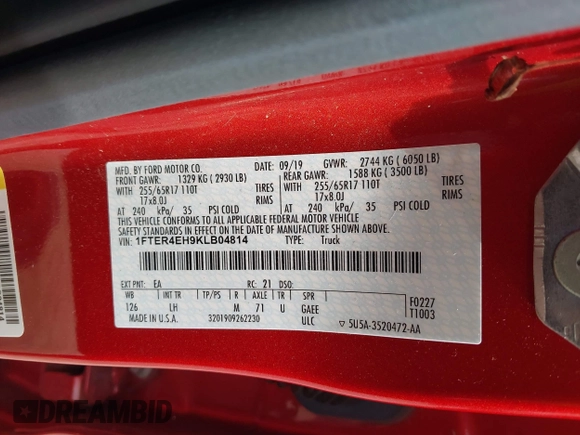 MFD. BY FORD MOTOR CO. 09/19 GVWR: 2744 KG ( 6050 LB)
FRONT GAWR: 1329 KG ( 2930 LB) REAR GAWR: 1588 KG ( 3500 LB)
255/65R17 110T TIRES WITH 255/65R17 110T TIRES
17x8.0J RIMS 17x8.0J RIMS
AT 240 kPa/ 35 PSI COLD AT 240 kPa/ 35 PSI COLD
THIS VEHICLE CONFORMS TO ALL APPLICABLE FEDERAL MOTOR VEHICLE
SAFETY STANDARDS IN EFFECT ON THE DATE OF MANUFACTURE SHOWN ABOVE.
VIN: 1FTER4EH9KLB04814 TYPE: Truck
EXT PNT: EA RC: 21 DSO:
WB INT TR TP/PS R AXLE TR SPR
126 LH M 71 U GAEE
F0227
T1003
MADE IN U.S.A. 3201909262230 ULC 5U5A-3520472-AA
DREAMBID